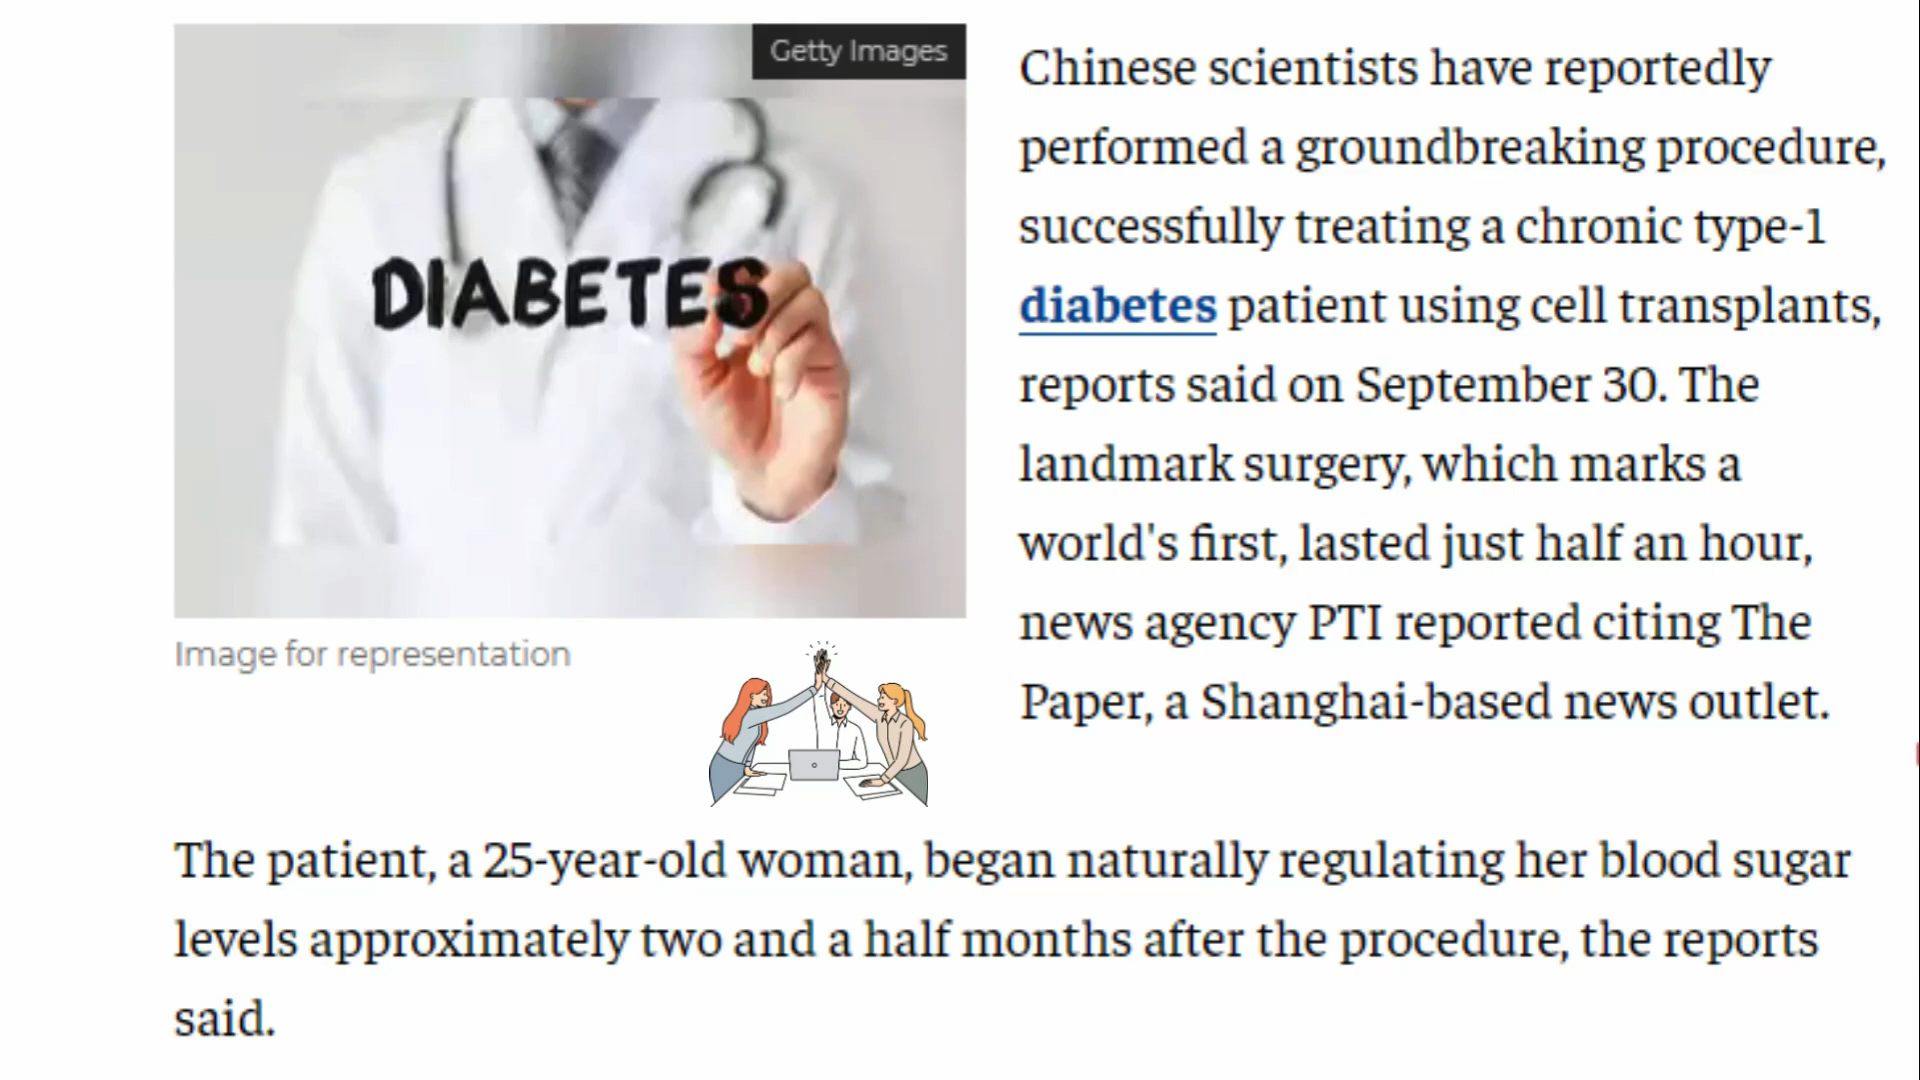 Getty Images
DIABETES
Image for representation
Chinese scientists have reportedly
performed a groundbreaking procedure,
successfully treating a chronic type-1
diabetes patient using cell transplants,
reports said on September 30. The
landmark surgery, which marks a
world's first, lasted just half an hour,
news agency PTI reported citing The
Paper, a Shanghai-based news outlet.
The patient, a 25-year-old woman, began naturally regulating her blood sugar
levels approximately two and a half months after the procedure, the reports
said.